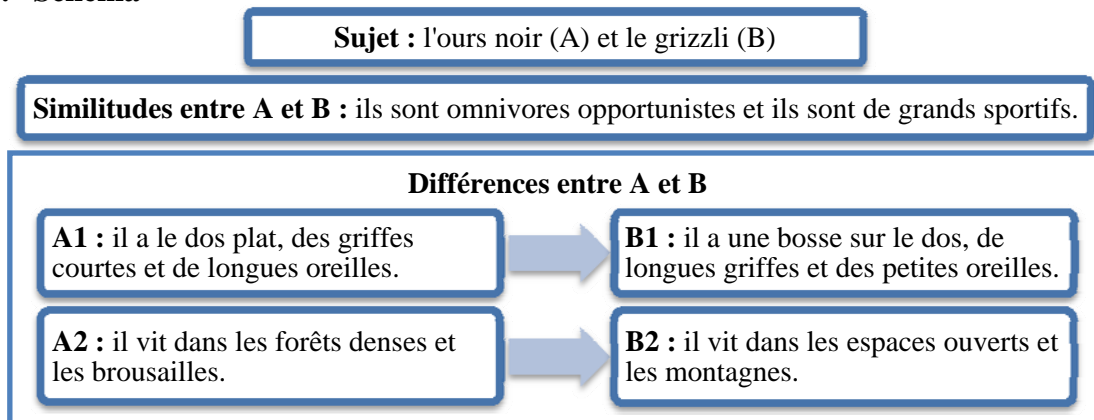 Sujet : l'ours noir (A) et le grizzli (B)
Similitudes entre A et B : ils sont omnivores opportunistes et ils sont de grands sportifs.
Différences entre A et B
A1 : il a le dos plat, des griffes
courtes et de longues oreilles.
B1 : il a une bosse sur le dos, de
longues griffes et des petites oreilles.
A2 : il vit dans les forêts denses et
les brousailles.
B2 : il vit dans les espaces ouverts et
les montagnes.